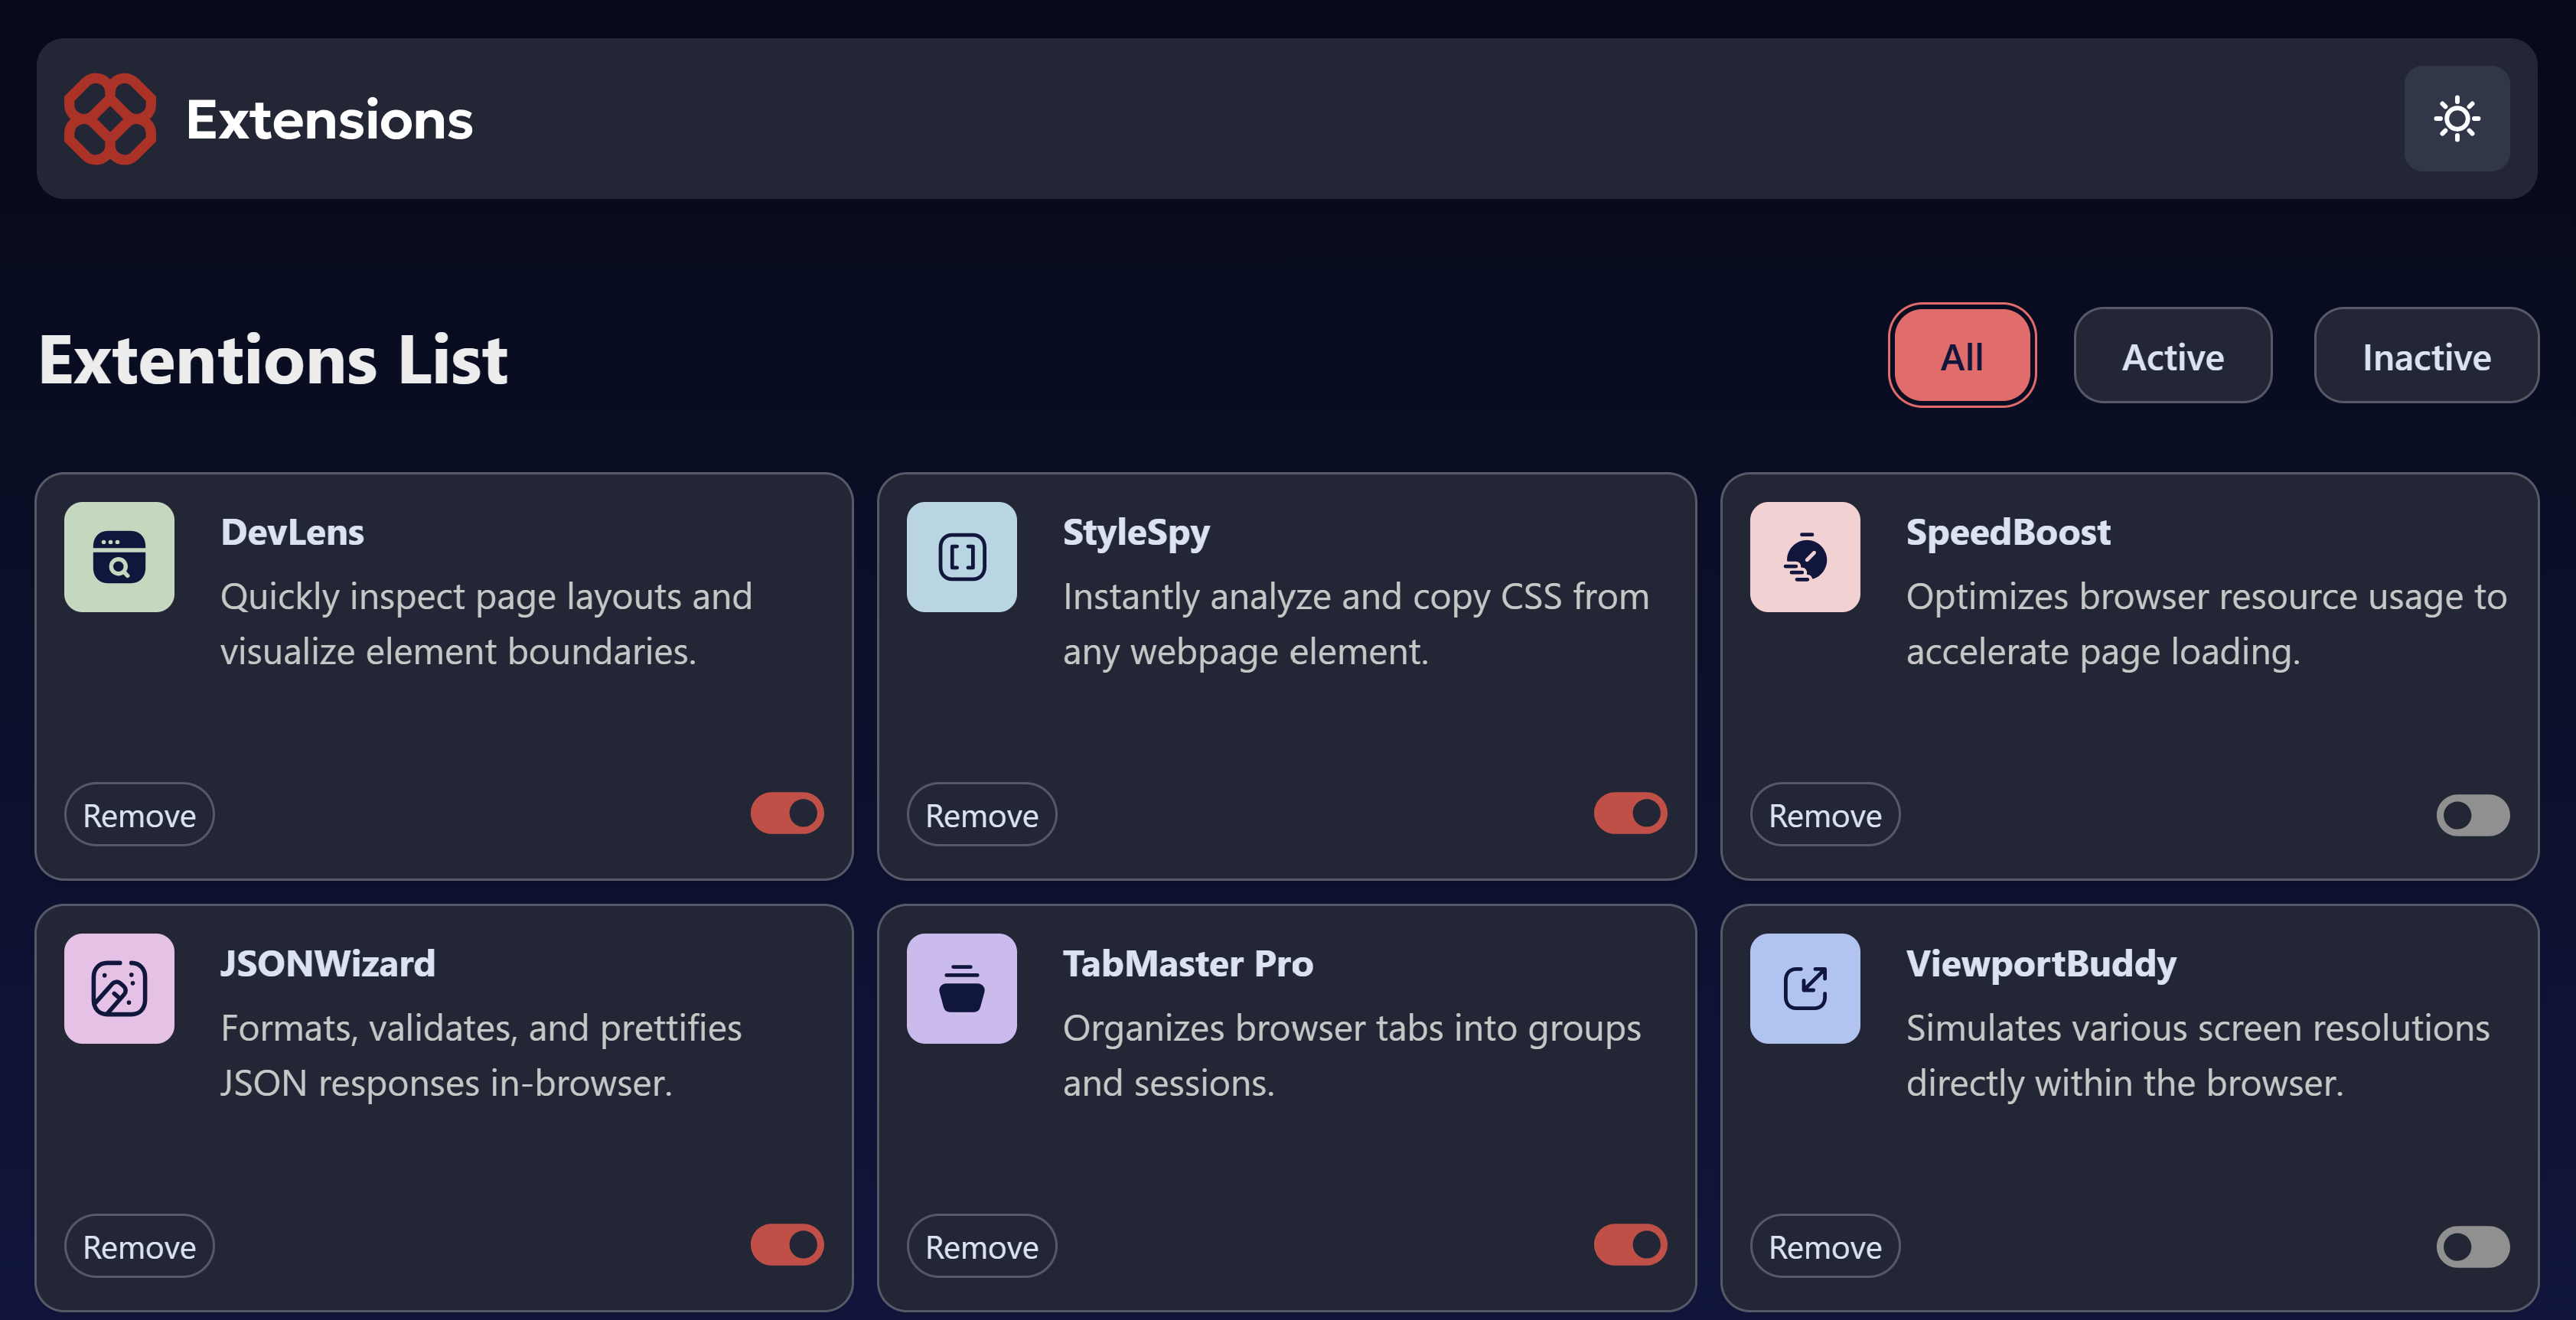 Extensions
Extentions List
All
Active
Inactive
DevLens
Quickly inspect page layouts and
visualize element boundaries.
Remove
StyleSpy
Instantly analyze and copy CSS from
any webpage element.
Remove
SpeedBoost
Optimizes browser resource usage to
accelerate page loading.
Remove
JSONWizard
Formats, validates, and prettifies
JSON responses in-browser.
Remove
TabMaster Pro
Organizes browser tabs into groups
and sessions.
Remove
ViewportBuddy
Simulates various screen resolutions
directly within the browser.
Remove